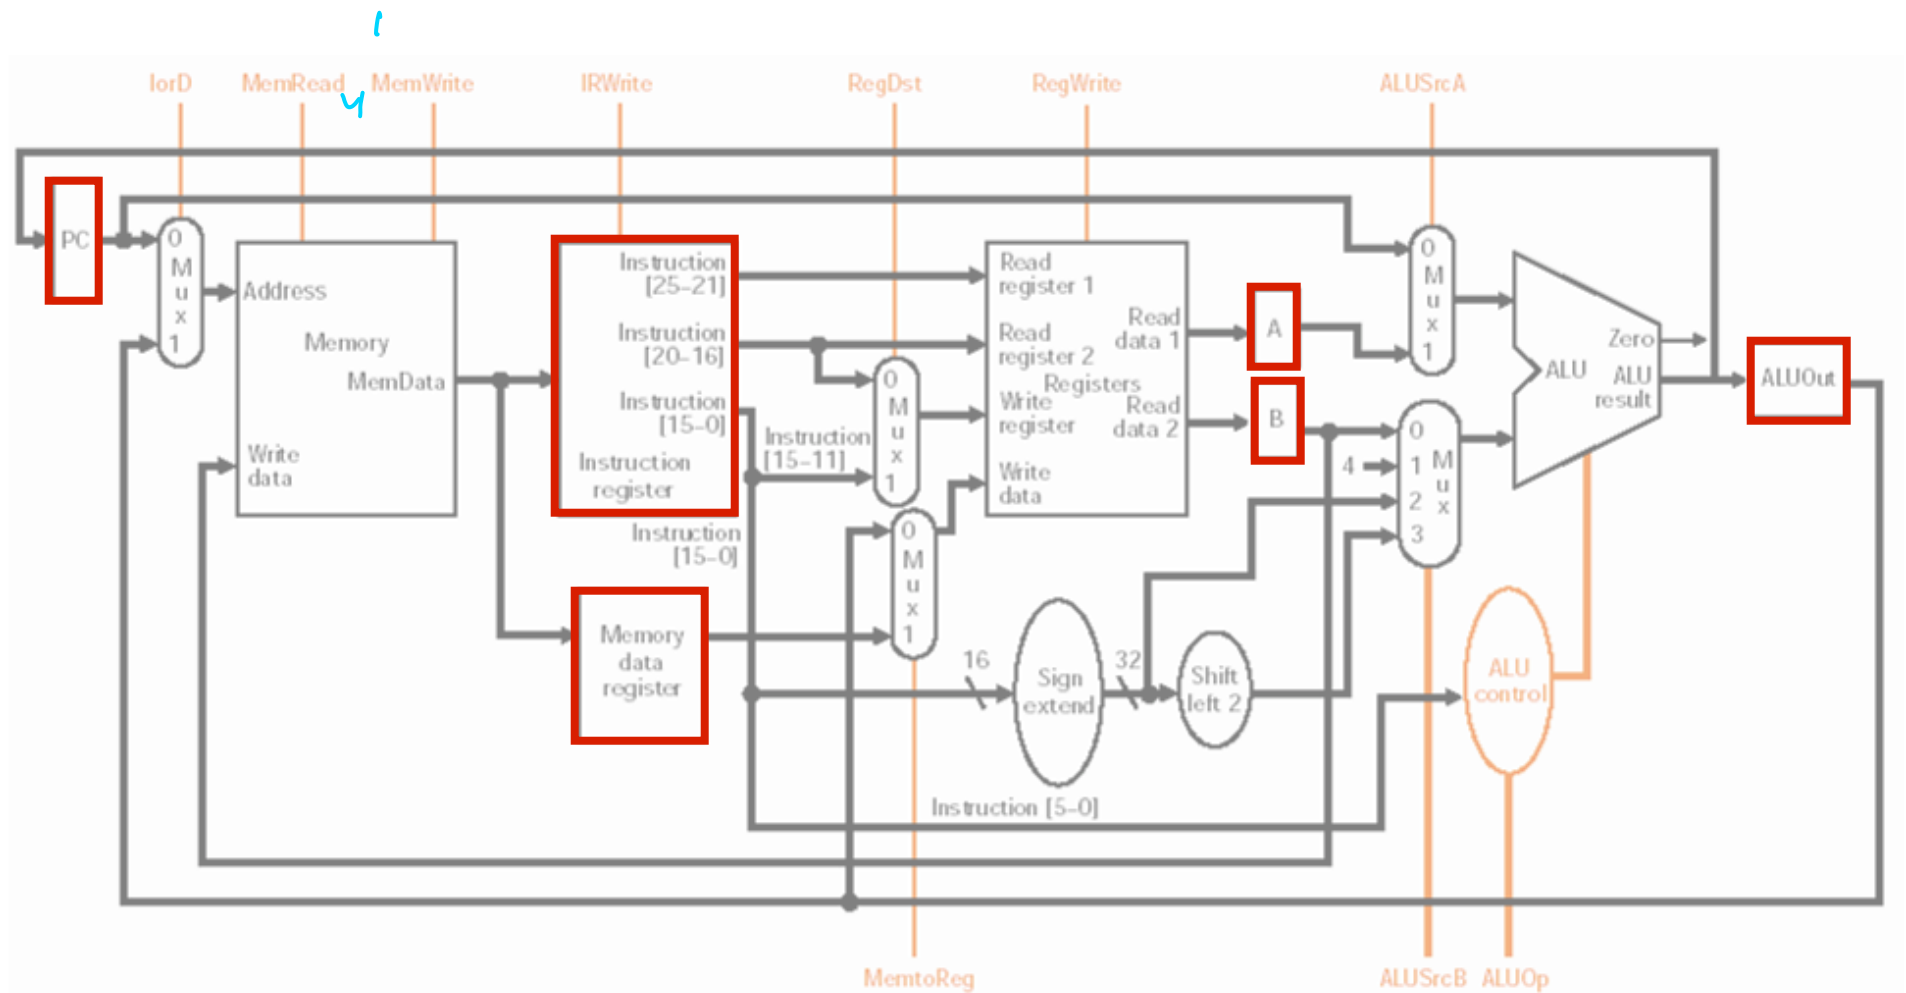 IorD
MemRead
MemWrite
IRWrite
RegDst
RegWrite
ALUSrcA
PC
0
M
u
x
1
Address
Memory
MemData
Write
data
Instruction
[25–21]
Instruction
[20–16]
Instruction
[15–0]
Instruction
register
Instruction
[15–0]
Memory
data
register
Instruction
[15–11]
0
M
u
x
1
0
M
u
x
1
Read
register 1
Read
register 2
Registers
Write
register
Write
data
Read
data 1
Read
data 2
16
Sign
extend
32
Shift
left 2
Instruction [5–0]
A
B
4
0
M
u
x
1
0
1
2
3
M
u
x
Zero
ALU
ALU
result
ALUOut
ALU
control
MemtoReg
ALUSrcB
ALUOp